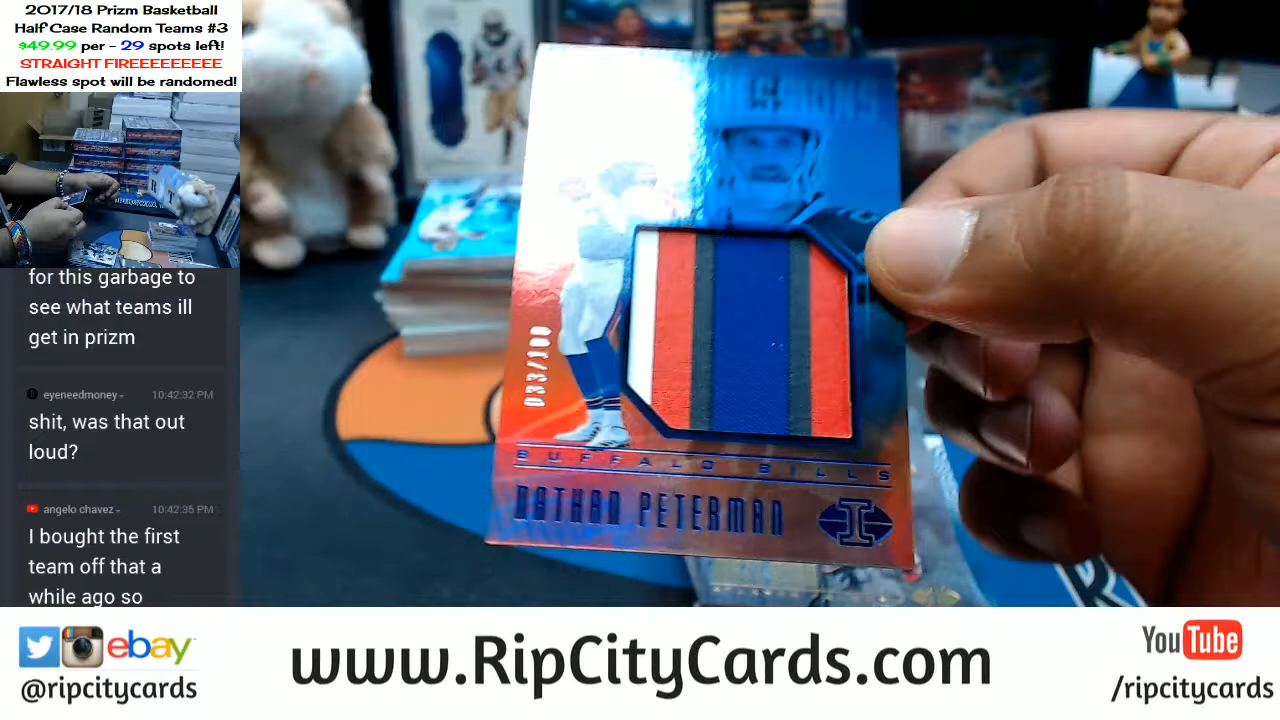 2017/18 Prizm Basketball
Half Case Random Teams #3
$49.99 per - 29 spots left!
STRAIGHT FIREEEEEEEEE
Flawless spot will be randomed!
for this garbage to
see what teams ill
get in prizm
eyeneedmoney
10:42:32 PM
shit, was that out
loud?
angelo chavez
10:42:35 PM
I bought the first
team off that a
while ago so
033/100
BUFFALO BILLS
NATHAN PETERMAN
I
ebay
@ripcitycards
www.RipCityCards.com
YouTube
/ripcitycards